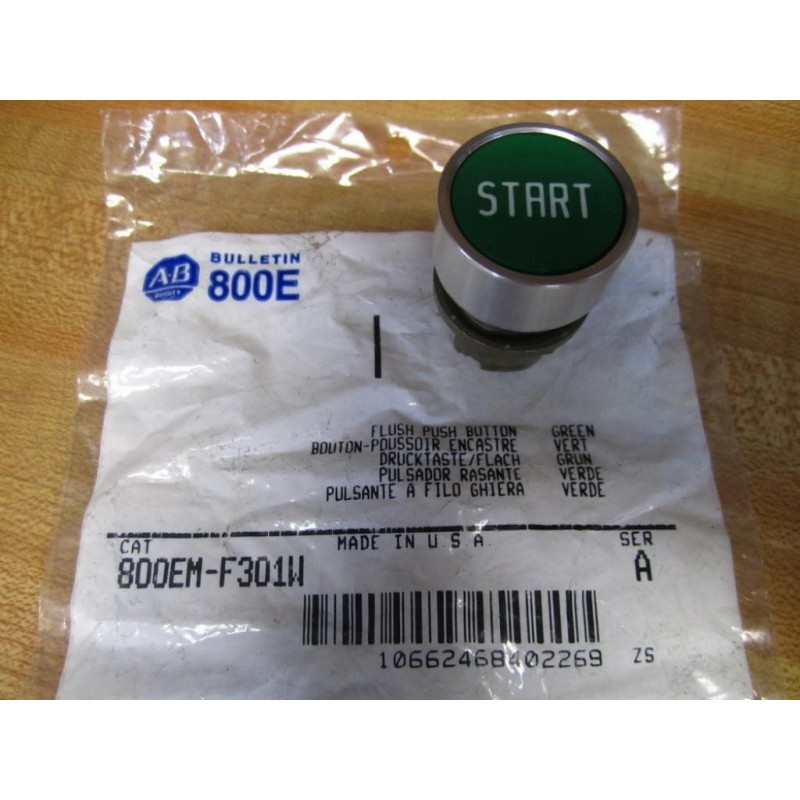 START
A-B
QUALITY
BULLETIN
800E
FLUSH PUSH BUTTON GREEN
BOUTON-POUSSOIR ENCASTRE VERT
DRUCKTASTE/FLACH GRUN
PULSADOR RASANTE VERDE
PULSANTE A FILO GHIERA VERDE
CAT MADE IN U.S.A. SER
800EM-F301W A
10662468402269 ZS